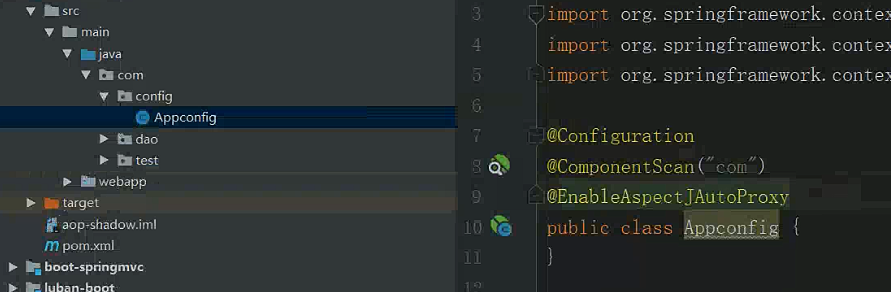 src
main
java
com
config
Appconfig
dao
test
webapp
target
aop-shadow.iml
pom.xml
boot-springmvc
luban-boot
3 import org.springframework.contex
4 import org.springframework.contex
5 import org.springframework.contex
6
7 @Configuration
8 @ComponentScan("com")
9 @EnableAspectJAutoProxy
10 public class Appconfig {
11 }
12